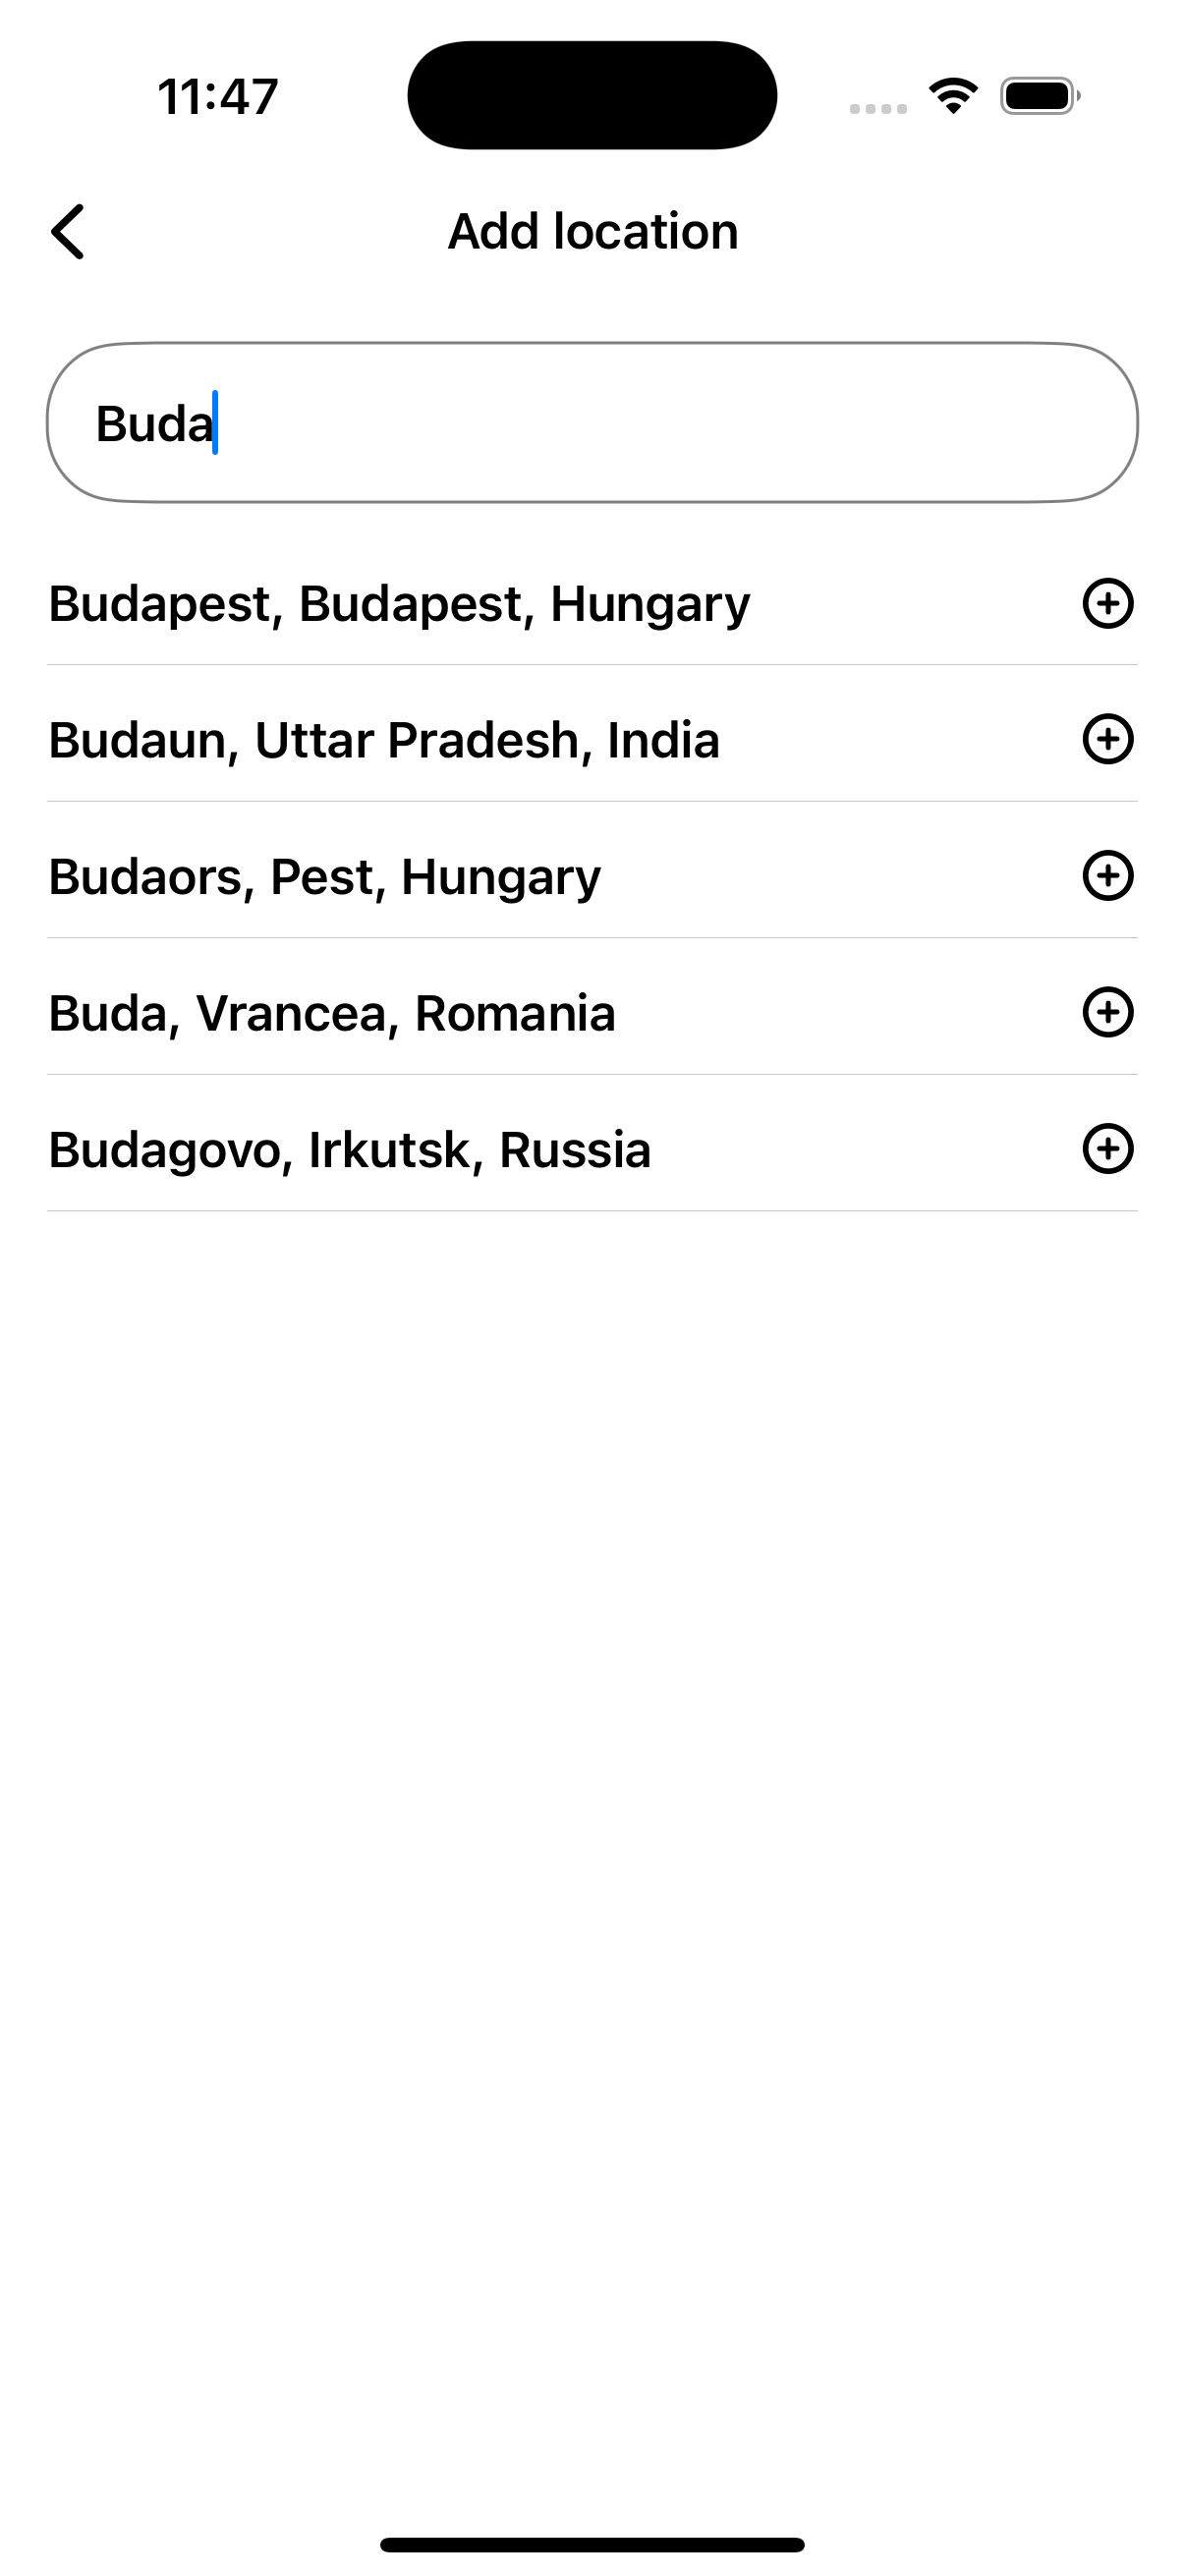 11:47
Add location
Buda
Budapest, Budapest, Hungary
Budaun, Uttar Pradesh, India
Budaors, Pest, Hungary
Buda, Vrancea, Romania
Budagovo, Irkutsk, Russia